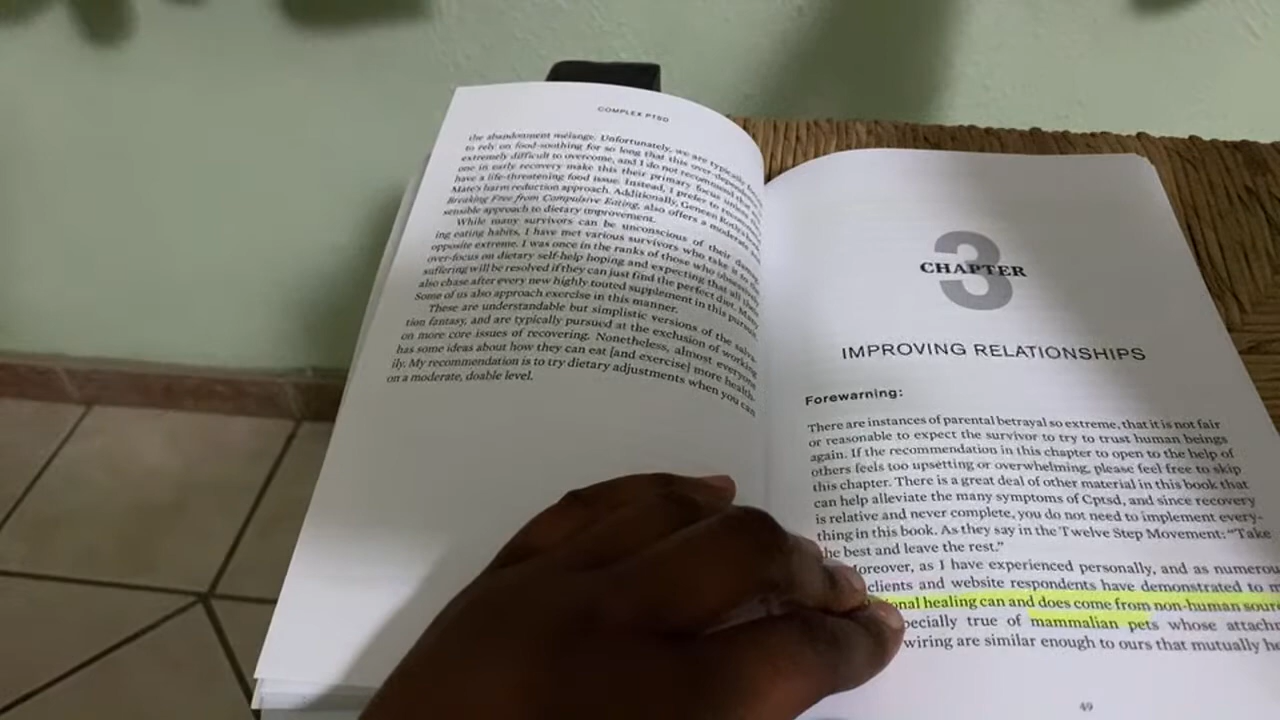 COMPLEX PTSD
the abandonment mélange. Unfortunately, we are typically
to rely on food-soothing for so long that this over-dependence
extremely difficult to overcome, and I do not recommend that
one in early recovery make this their primary focus unless
have a life-threatening food issue. Instead, I prefer to
Mate's harm reduction approach. Additionally, Geneen Roth's
Breaking Free from Compulsive Eating, also offers a moderate
sensible approach to dietary improvement.
While many survivors can be unconscious of their
ing eating habits, I have met various survivors who take it to the
opposite extreme. I was once in the ranks of those who obsessively
over-focus on dietary self-help hoping and expecting that all their
suffering will be resolved if they can just find the perfect diet. Many
also chase after every new highly touted supplement in this pursuit.
Some of us also approach exercise in this manner.
These are understandable but simplistic versions of the salva-
tion fantasy, and are typically pursued at the exclusion of working
on more core issues of recovering. Nonetheless, almost everyone
has some ideas about how they can eat [and exercise] more health-
ily. My recommendation is to try dietary adjustments when you can
on a moderate, doable level.
3
CHAPTER
IMPROVING RELATIONSHIPS
Forewarning:
There are instances of parental betrayal so extreme, that it is not fair
or reasonable to expect the survivor to try to trust human beings
again. If the recommendation in this chapter to open to the help of
others feels too upsetting or overwhelming, please feel free to skip
this chapter. There is a great deal of other material in this book that
can help alleviate the many symptoms of Cptsd, and since recovery
is relative and never complete, you do not need to implement every-
thing in this book. As they say in the Twelve Step Movement: "Take
the best and leave the rest."
Moreover, as I have experienced personally, and as
clients and website respondents have demonstrated to
healing can and does come from non-human
true of mammalian pets whose
wiring are similar enough to ours that mutually
49